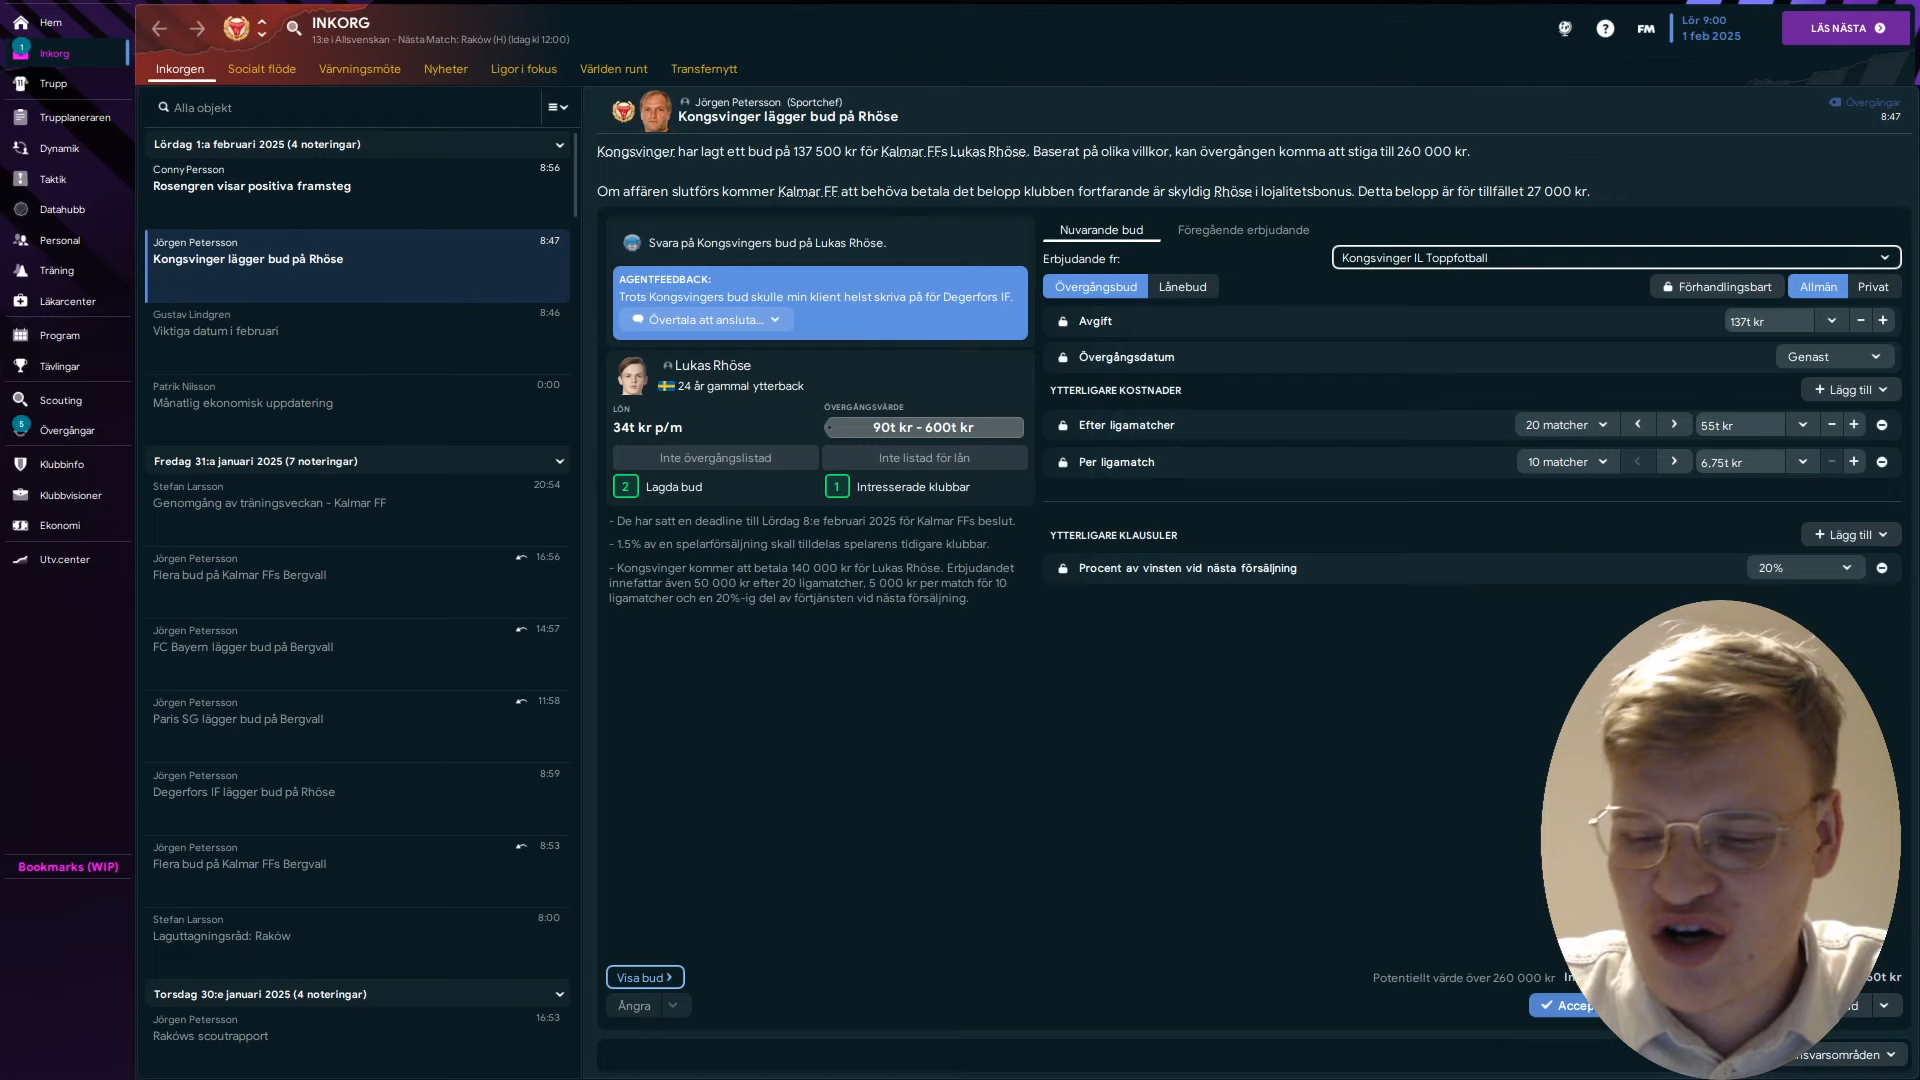 Hem
1
Inkorg
Trupp
Trupplaneraren
Dynamik
Taktik
Datahubb
Personal
Träning
Läkarcenter
Program
Tävlingar
Scouting
5
Övergångar
Klubbinfo
Klubbvisioner
Ekonomi
Utv.center
Bookmarks (WIP)
INKORG
13:e i Allsvenskan - Nästa Match: Raków (H) (Idag kl 12:00)
FM
Lör 9:00
1 feb 2025
LÄS NÄSTA
Inkorgen
Socialt flöde
Värvningsmöte
Nyheter
Ligor i fokus
Världen runt
Transfernytt
Alla objekt
Lördag 1:a februari 2025 (4 noteringar)
Conny Persson 8:56
Rosengren visar positiva framsteg
Jörgen Petersson 8:47
Kongsvinger lägger bud på Rhöse
Gustav Lindgren 8:46
Viktiga datum i februari
Patrik Nilsson 0:00
Månatlig ekonomisk uppdatering
Fredag 31:a januari 2025 (7 noteringar)
Stefan Larsson 20:54
Genomgång av träningsveckan - Kalmar FF
Jörgen Petersson 16:56
Flera bud på Kalmar FFs Bergvall
Jörgen Petersson 14:57
FC Bayern lägger bud på Bergvall
Jörgen Petersson 11:58
Paris SG lägger bud på Bergvall
Jörgen Petersson 8:59
Degerfors IF lägger bud på Rhöse
Jörgen Petersson 8:53
Flera bud på Kalmar FFs Bergvall
Stefan Larsson 8:00
Laguttagningsråd: Raków
Torsdag 30:e januari 2025 (4 noteringar)
Jörgen Petersson 16:53
Rakóws scoutrapport
Jörgen Petersson (Sportchef)
Kongsvinger lägger bud på Rhöse
Övergångar
8:47
Kongsvinger har lagt ett bud på 137 500 kr för Kalmar FFs Lukas Rhöse. Baserat på olika villkor, kan övergången komma att stiga till 260 000 kr.
Om affären slutförs kommer Kalmar FF att behöva betala det belopp klubben fortfarande är skyldig Rhöse i lojalitetsbonus. Detta belopp är för tillfället 27 000 kr.
Svara på Kongsvingers bud på Lukas Rhöse.
AGENTFEEDBACK:
Trots Kongsvingers bud skulle min klient helst skriva på för Degerfors IF.
Övertala att ansluta...
Lukas Rhöse
24 år gammal ytterback
LÖN
34t kr p/m
ÖVERGÅNGSVÄRDE
90t kr - 600t kr
Inte övergångslistad
Inte listad för lån
2 Lagda bud
1 Intresserade klubbar
- De har satt en deadline till Lördag 8:e februari 2025 för Kalmar FFs beslut.
- 1.5% av en spelarförsäljning skall tilldelas spelarens tidigare klubbar.
- Kongsvinger kommer att betala 140 000 kr för Lukas Rhöse. Erbjudandet
innefattar även 50 000 kr efter 20 ligamatcher, 5 000 kr per match för 10
ligamatcher och en 20%-ig del av förtjänsten vid nästa försäljning.
Visa bud
Ångra
Nuvarande bud
Föregående erbjudande
Erbjudande fr:
Kongsvinger IL Toppfotball
Övergångsbud
Lånebud
Förhandlingsbart
Allmän
Privat
Avgift
137t kr
Övergångsdatum
Genast
YTTERLIGARE KOSTNADER
Lägg till
Efter ligamatcher
20 matcher
55t kr
Per ligamatch
10 matcher
6,75t kr
YTTERLIGARE KLAUSULER
Lägg till
Procent av vinsten vid nästa försäljning
20%
Potentiellt värde över 260 000 kr